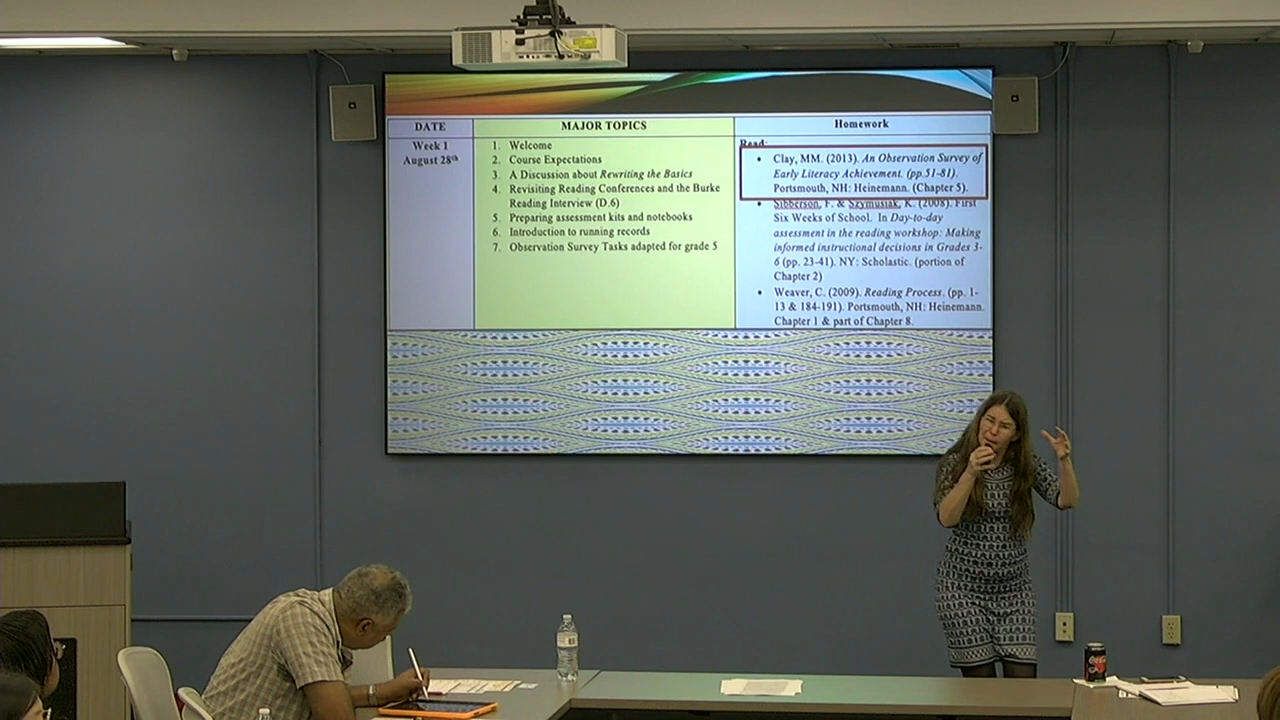 DATE
MAJOR TOPICS
Homework
Week 1
August 28th
1. Welcome
2. Course Expectations
3. A Discussion about Rewriting the Basics
4. Revisiting Reading Conferences and the Burke
Reading Interview (D.6)
5. Preparing assessment kits and notebooks
6. Introduction to running records
7. Observation Survey Tasks adapted for grade 5
Read:
• Clay, MM. (2013). An Observation Survey of
Early Literacy Achievement. (pp.51-81).
Portsmouth, NH: Heinemann. (Chapter 5).
• Sibberson, F. & Szymusiak, K. (2008). First
Six Weeks of School. In Day-to-day
assessment in the reading workshop: Making
informed instructional decisions in Grades 3-
6 (pp. 23-41). NY: Scholastic. (portion of
Chapter 2)
• Weaver, C. (2009). Reading Process. (pp. 1-
13 & 184-191). Portsmouth, NH: Heinemann.
Chapter 1 & part of Chapter 8.